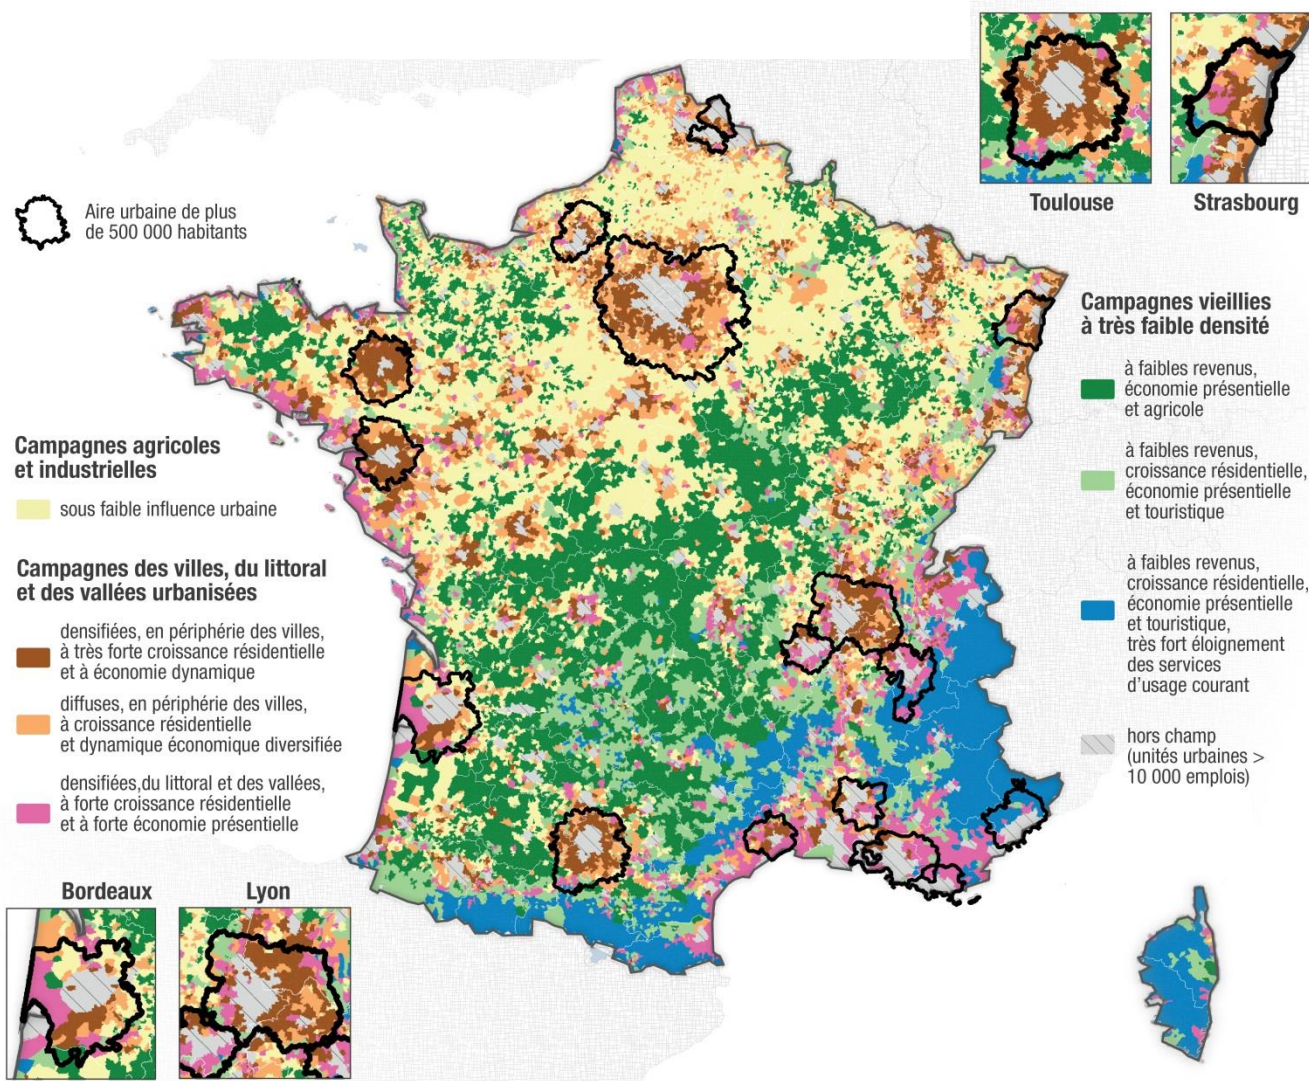 Toulouse
Strasbourg
Aire urbaine de plus
de 500 000 habitants
Campagnes agricoles
et industrielles
sous faible influence urbaine
Campagnes des villes, du littoral
et des vallées urbanisées
densifiées, en périphérie des villes,
à très forte croissance résidentielle
et à économie dynamique
diffuses, en périphérie des villes,
à croissance résidentielle
et dynamique économique diversifiée
densifiées,du littoral et des vallées,
à forte croissance résidentielle
et à forte économie présentielle
Campagnes vieillies
à très faible densité
à faibles revenus,
économie présentielle
et agricole
à faibles revenus,
croissance résidentielle,
économie présentielle
et touristique
à faibles revenus,
croissance résidentielle,
économie présentielle
et touristique,
très fort éloignement
des services
d'usage courant
hors champ
(unités urbaines >
10 000 emplois)
Bordeaux
Lyon